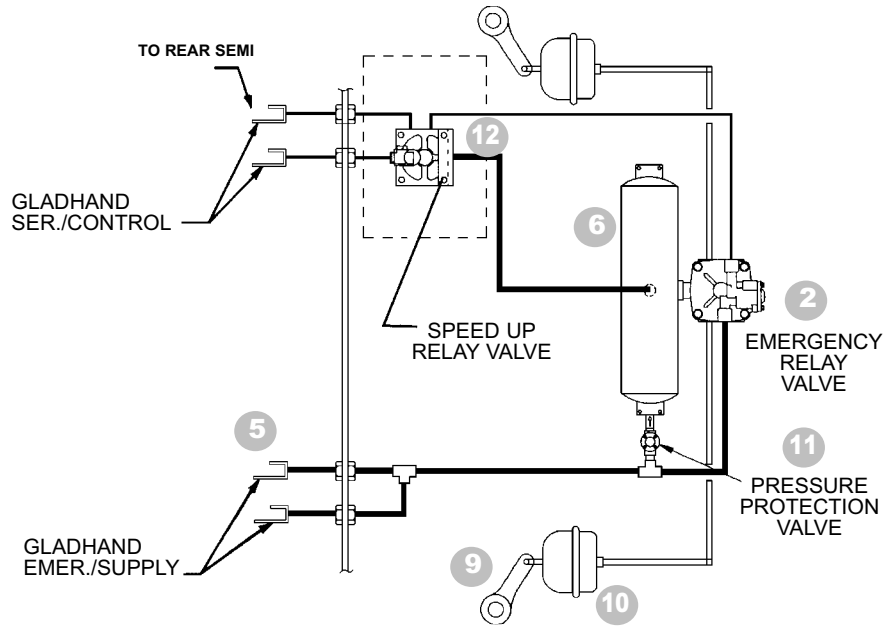 TO REAR SEMI
12
GLADHAND
SER./CONTROL
6
2
SPEED UP
RELAY VALVE
EMERGENCY
RELAY
VALVE
5
11
PRESSURE
PROTECTION
VALVE
GLADHAND
EMER./SUPPLY
9
10